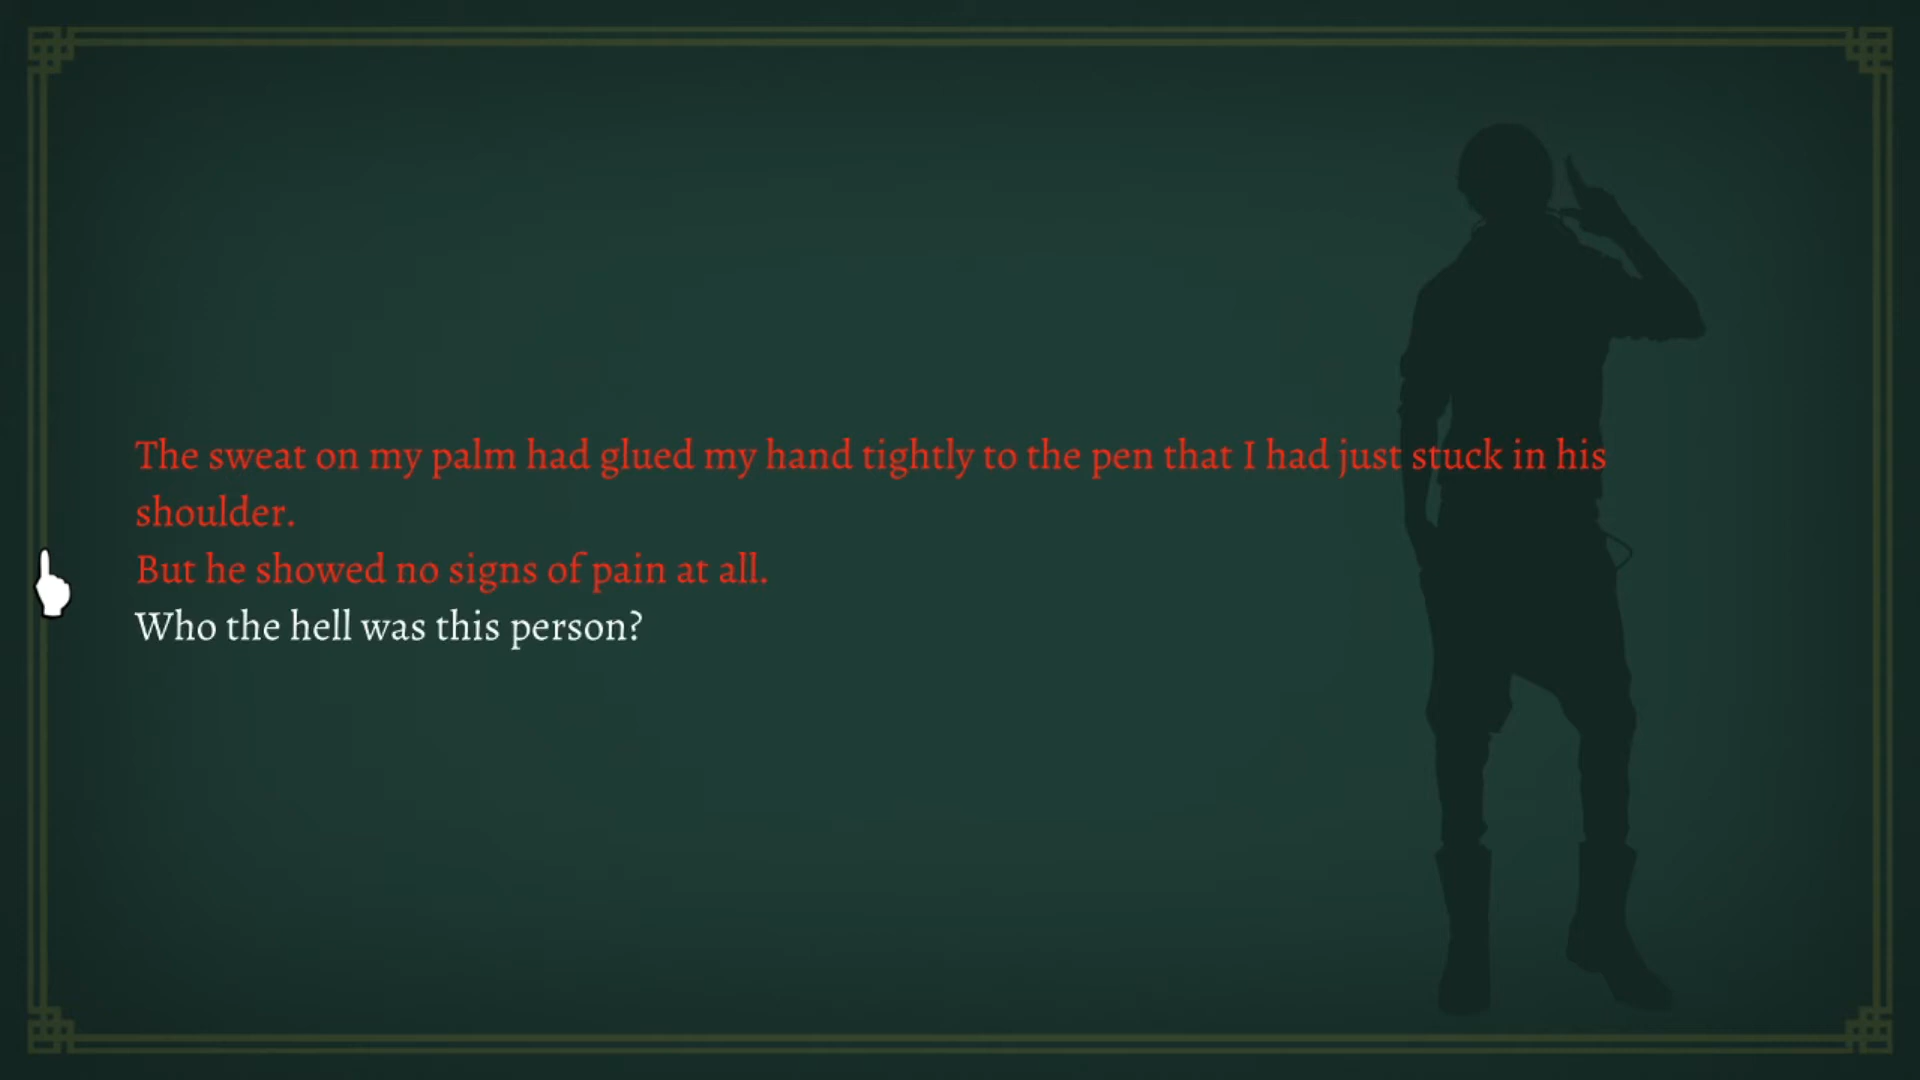 The sweat on my palm had glued my hand tightly to the pen that I had just stuck in his
shoulder.
But he showed no signs of pain at all.
Who the hell was this person?